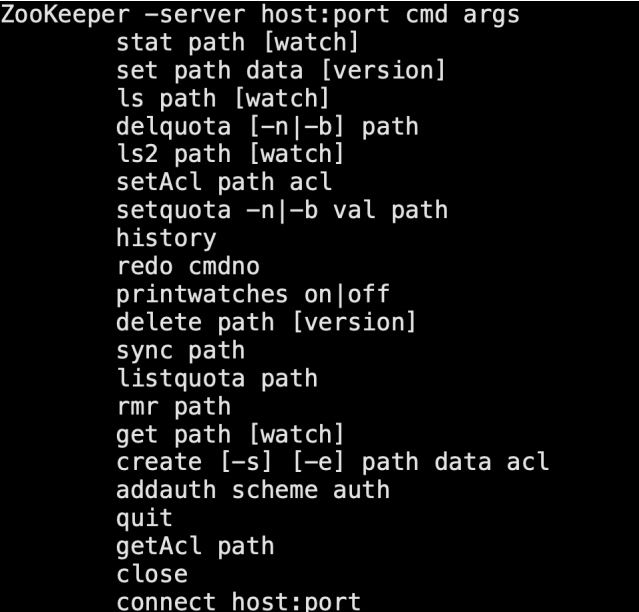 ZooKeeper -server host:port cmd args
stat path [watch]
set path data [version]
ls path [watch]
delquota [-n|-b] path
ls2 path [watch]
setAcl path acl
setquota -n|-b val path
history
redo cmdno
printwatches on|off
delete path [version]
sync path
listquota path
rmr path
get path [watch]
create [-s] [-e] path data acl
addauth scheme auth
quit
getAcl path
close
connect host:port